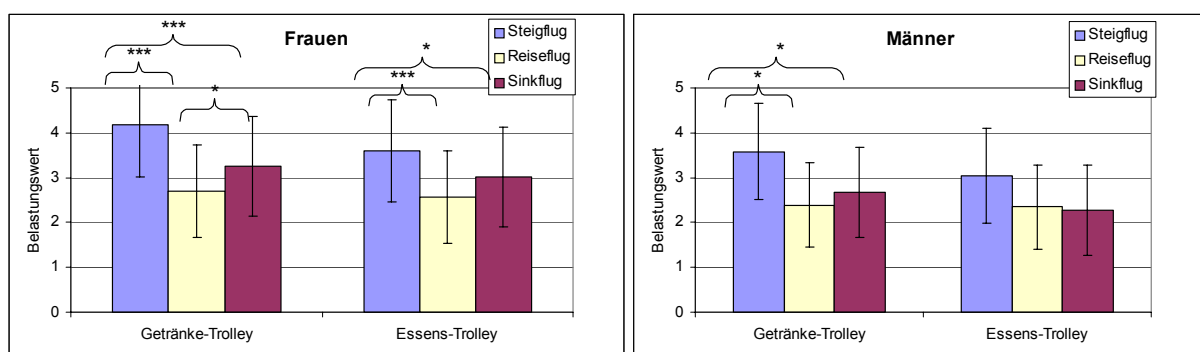 Frauen
Steigflug
Reiseflug
Sinkflug
***
***
*
*
***
Belastungswert
5
4
3
2
1
0
Getränke-Trolley
Essens-Trolley
Männer
Steigflug
Reiseflug
Sinkflug
*
*
Belastungswert
5
4
3
2
1
0
Getränke-Trolley
Essens-Trolley